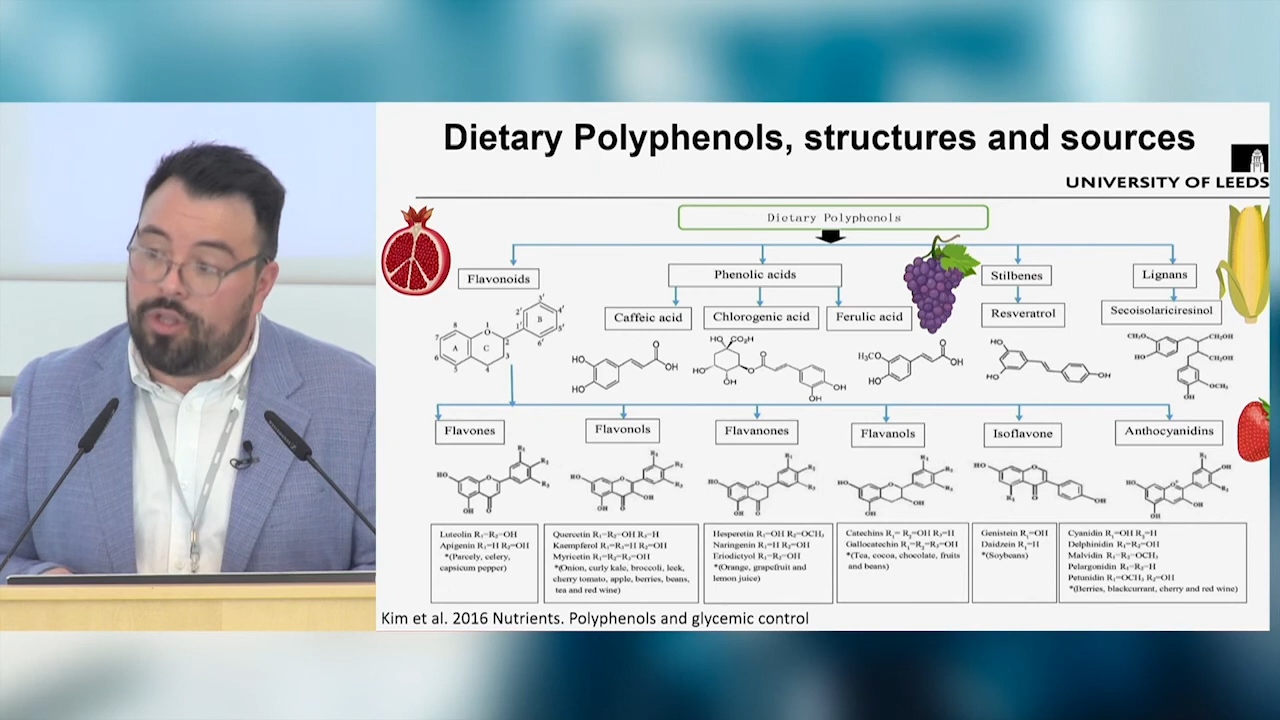 Dietary Polyphenols, structures and sources
UNIVERSITY OF LEEDS
Dietary Polyphenols
Flavonoids
Phenolic acids
Stilbenes
Lignans
Caffeic acid
Chlorogenic acid
Ferulic acid
Resveratrol
Secoisolariciresinol
Flavones
Flavonols
Flavanones
Flavanols
Isoflavone
Anthocyanidins
Luteolin R₁=R₂=OH
Apigenin R₁=H R₂=OH
*(Parcely, celery,
capsicum pepper)
Quercetin R₁=R₂=OH R₃=H
Kaempferol R₁=R₃=H R₂=OH
Myricetin R₁=R₂=R₃=OH
*(Onion, curly kale, broccoli, leek,
cherry tomato, apple, berries, beans,
tea and red wine)
Hesperetin R₁=OH R₂=OCH₃
Naringenin R₁=H R₂=OH
Eriodictyol R₁=R₂=OH
*(Orange, grapefruit and
lemon juice)
Catechins R₁= R₂=OH R₃=H
Gallocatechin R₁=R₂=R₃=OH
*(Tea, cocoa, chocolate, fruits
and beans)
Genistein R₁=OH
Daidzein R₁=H
*(Soybeans)
Cyanidin R₁=OH R₂=H
Delphinidin R₁=R₂=OH
Malvidin R₁=R₂=OCH₃
Pelargonidin R₁=R₂=H
Petunidin R₁=OCH₃ R₂=OH
*(Berries, blackcurrant, cherry and red wine)
Kim et al. 2016 Nutrients. Polyphenols and glycemic control